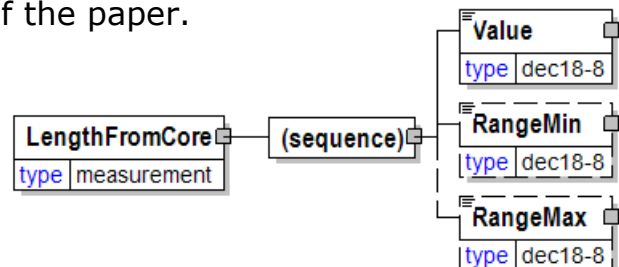 f the paper.
Value
type dec18-8
RangeMin
type dec18-8
LengthFromCore
type measurement
(sequence)
RangeMax
type dec18-8